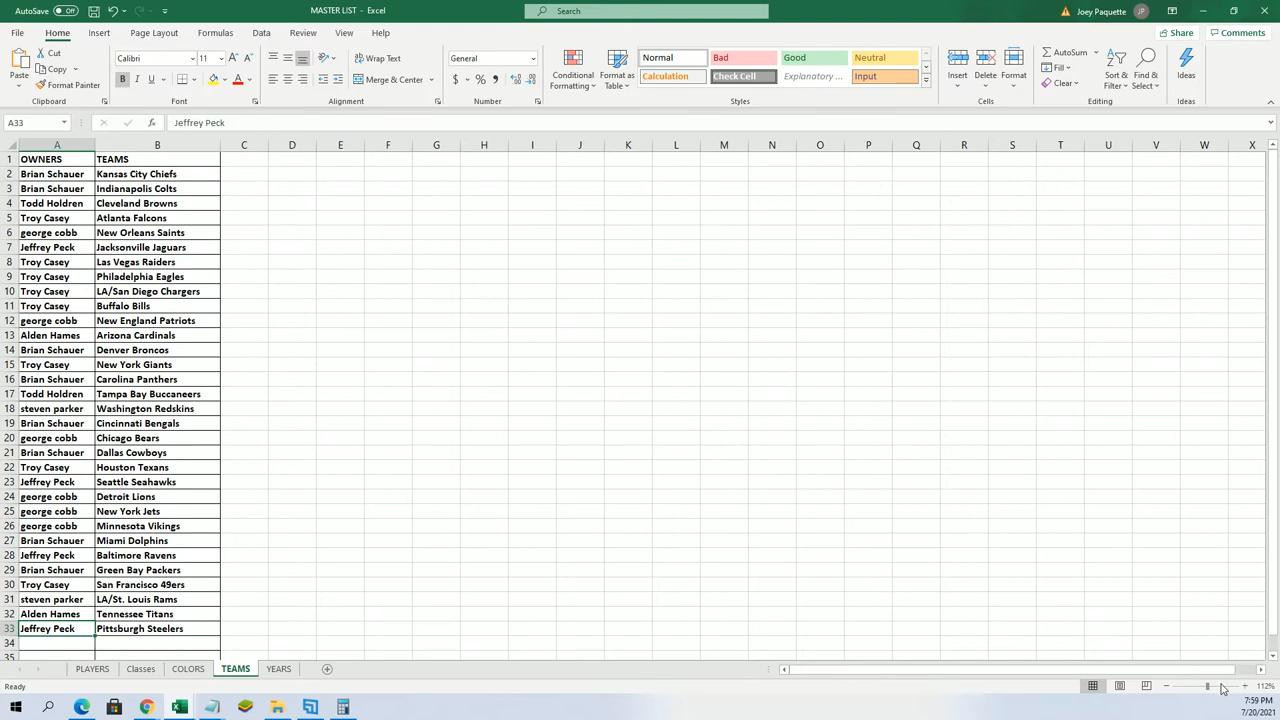 AutoSave Off MASTER LIST - Excel Search Joey Paquette JP
File Home Insert Page Layout Formulas Data Review View Help Share Comments
Paste Cut Copy Format Painter
Calibri 11 B I U
Wrap Text Merge & Center
General $ % ,
Conditional Formatting Format as Table
Normal Bad Good Neutral
Calculation Check Cell Explanatory ... Input
Insert Delete Format
AutoSum Fill Clear
Sort & Filter Find & Select Ideas
Clipboard Font Alignment Number Styles Cells Editing Ideas
A33 fx Jeffrey Peck
A B C D E F G H I J K L M N O P Q R S T U V W X
1 OWNERS TEAMS
2 Brian Schauer Kansas City Chiefs
3 Brian Schauer Indianapolis Colts
4 Todd Holdren Cleveland Browns
5 Troy Casey Atlanta Falcons
6 george cobb New Orleans Saints
7 Jeffrey Peck Jacksonville Jaguars
8 Troy Casey Las Vegas Raiders
9 Troy Casey Philadelphia Eagles
10 Troy Casey LA/San Diego Chargers
11 Troy Casey Buffalo Bills
12 george cobb New England Patriots
13 Alden Hames Arizona Cardinals
14 Brian Schauer Denver Broncos
15 Troy Casey New York Giants
16 Brian Schauer Carolina Panthers
17 Todd Holdren Tampa Bay Buccaneers
18 steven parker Washington Redskins
19 Brian Schauer Cincinnati Bengals
20 george cobb Chicago Bears
21 Brian Schauer Dallas Cowboys
22 Troy Casey Houston Texans
23 Jeffrey Peck Seattle Seahawks
24 george cobb Detroit Lions
25 george cobb New York Jets
26 george cobb Minnesota Vikings
27 Brian Schauer Miami Dolphins
28 Jeffrey Peck Baltimore Ravens
29 Brian Schauer Green Bay Packers
30 Troy Casey San Francisco 49ers
31 steven parker LA/St. Louis Rams
32 Alden Hames Tennessee Titans
33 Jeffrey Peck Pittsburgh Steelers
34
35
PLAYERS Classes COLORS TEAMS YEARS
Ready 112%
7:59 PM
7/20/2021